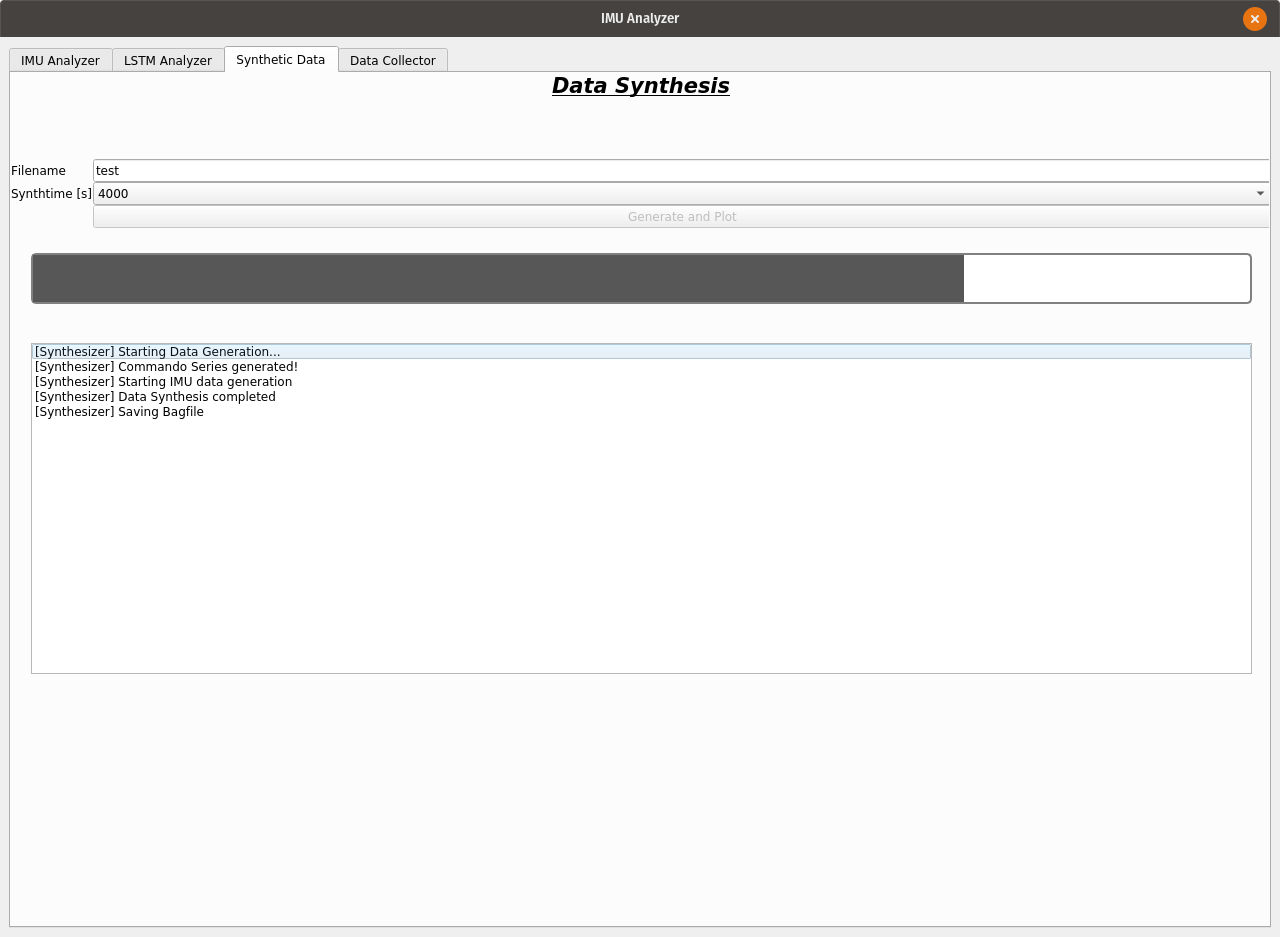 IMU Analyzer
IMU Analyzer LSTM Analyzer Synthetic Data Data Collector
Data Synthesis
Filename test
Synthtime [s] 4000
Generate and Plot
[Synthesizer] Starting Data Generation...
[Synthesizer] Commando Series generated!
[Synthesizer] Starting IMU data generation
[Synthesizer] Data Synthesis completed
[Synthesizer] Saving Bagfile